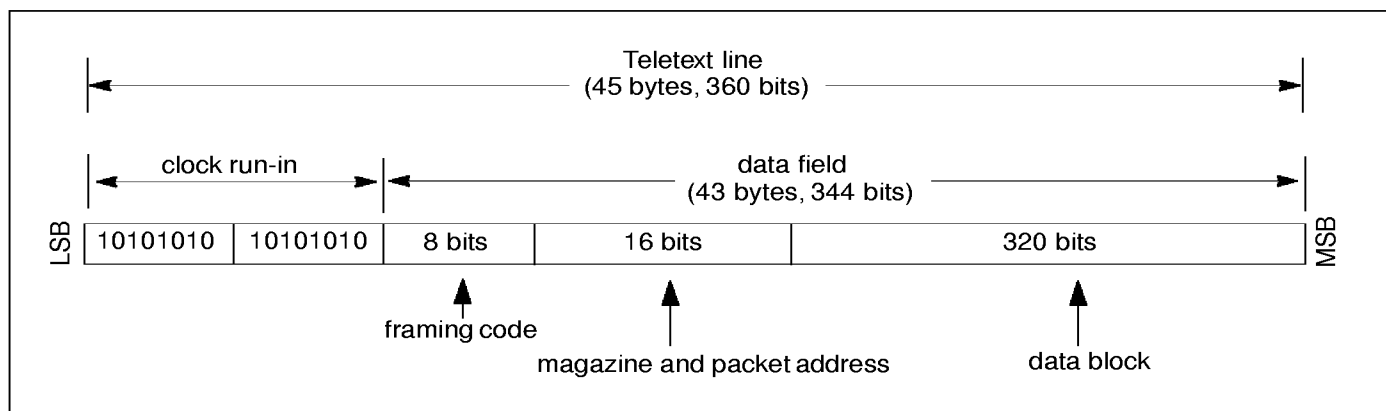 Teletext line
(45 bytes, 360 bits)
clock run-in
data field
(43 bytes, 344 bits)
LSB
10101010
10101010
8 bits
16 bits
320 bits
MSB
framing code
magazine and packet address
data block